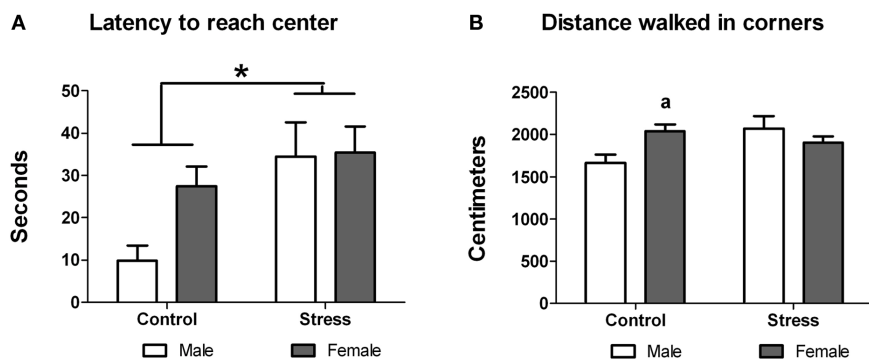 A Latency to reach center
*
50
40
30
20
10
0
Seconds
Control Stress
Male Female
B Distance walked in corners
a
2500
2000
1500
1000
500
0
Centimeters
Control Stress
Male Female